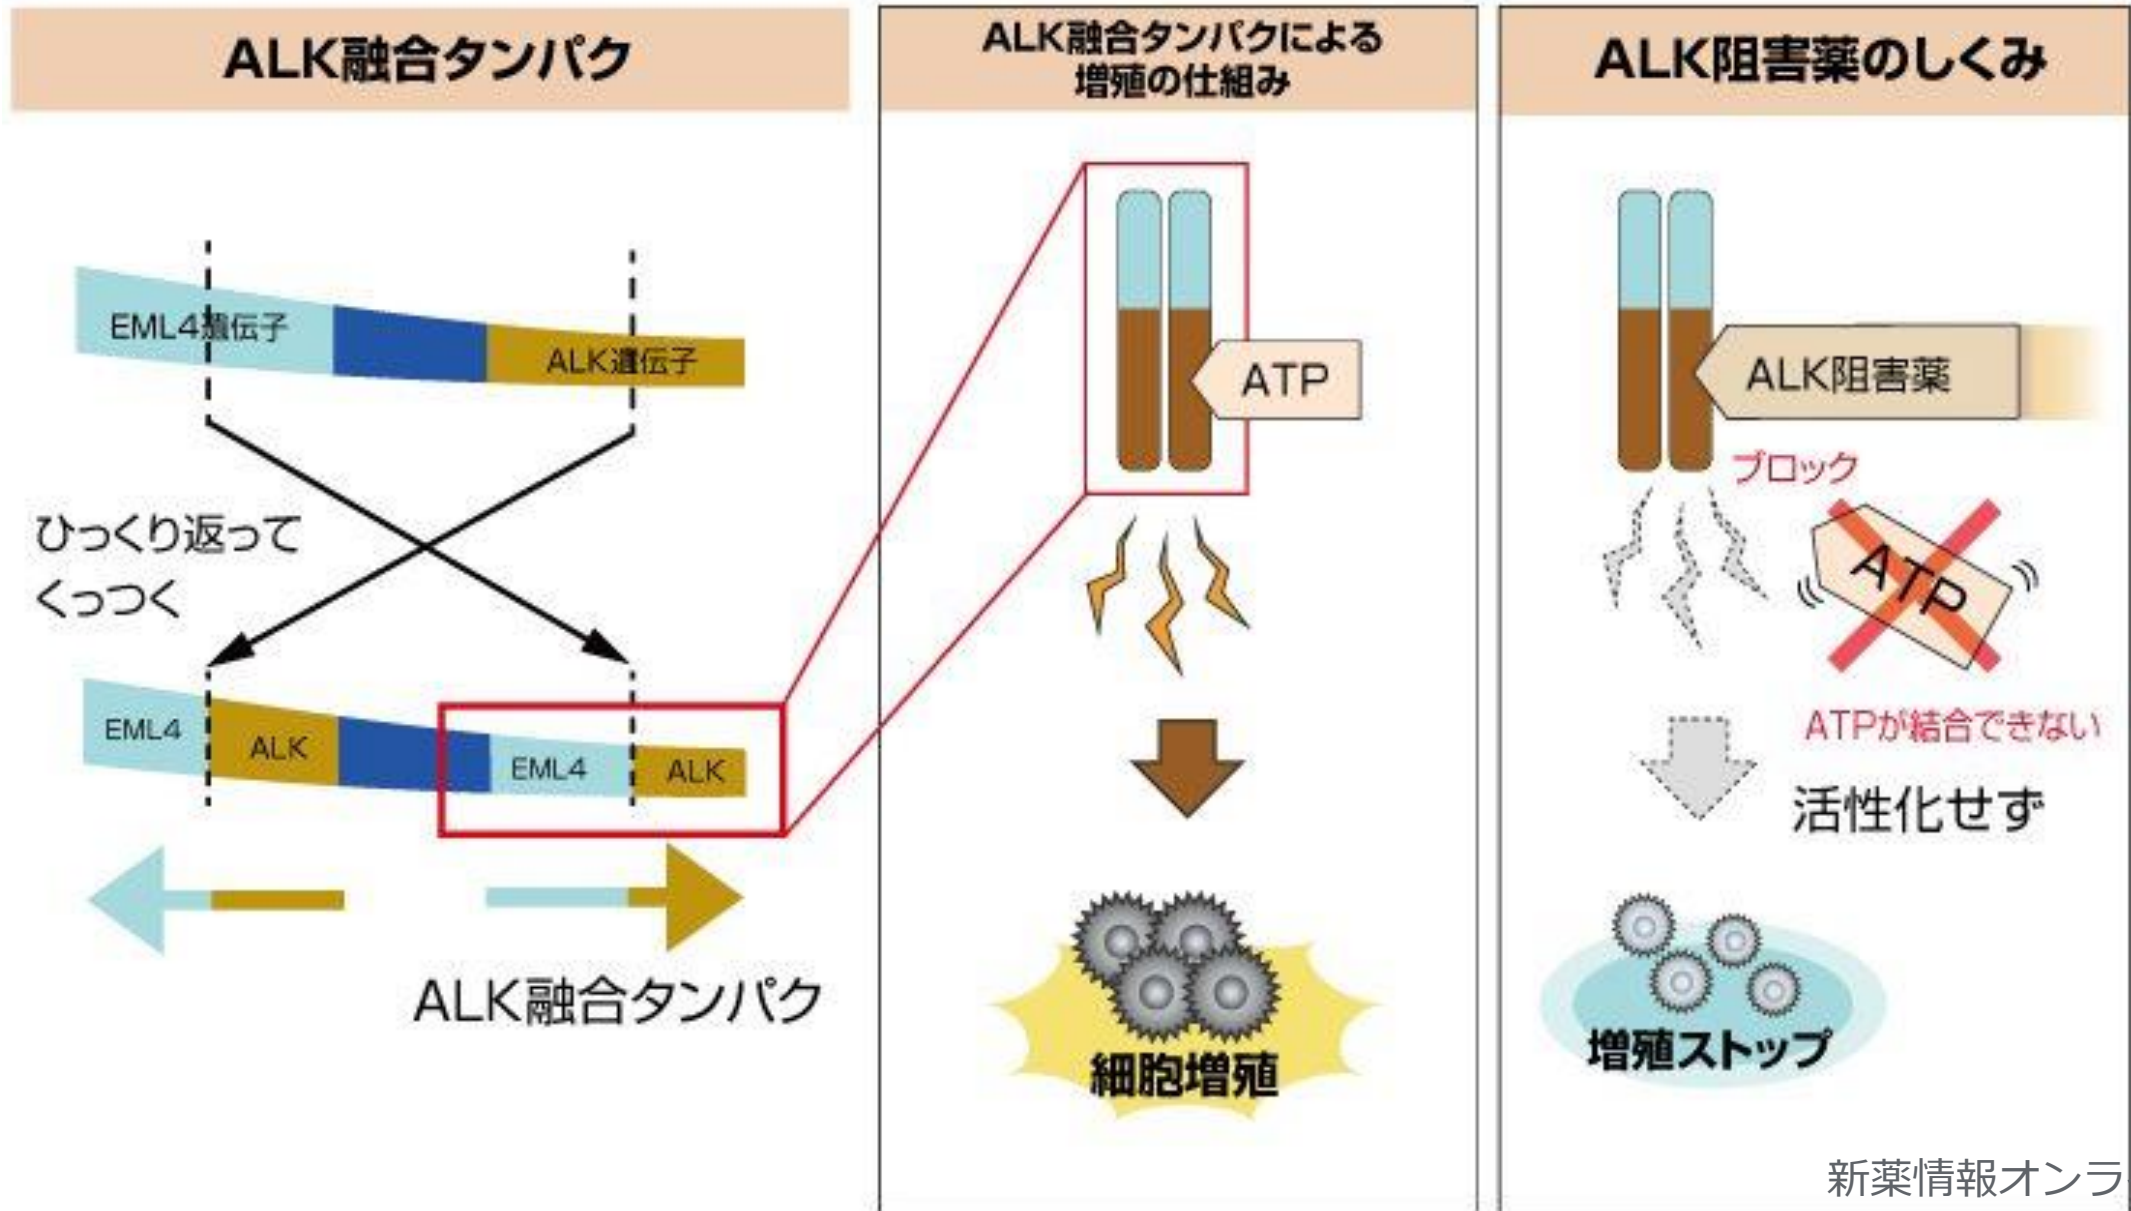 ALK融合タンパク
EML4遺伝子
ALK遺伝子
ひっくり返って
くっつく
EML4
ALK
EML4
ALK
ALK融合タンパク
ALK融合タンパクによる
増殖の仕組み
ATP
細胞増殖
ALK阻害薬のしくみ
ALK阻害薬
ブロック
ATP
ATPが結合できない
活性化せず
増殖ストップ
新薬情報オンラ